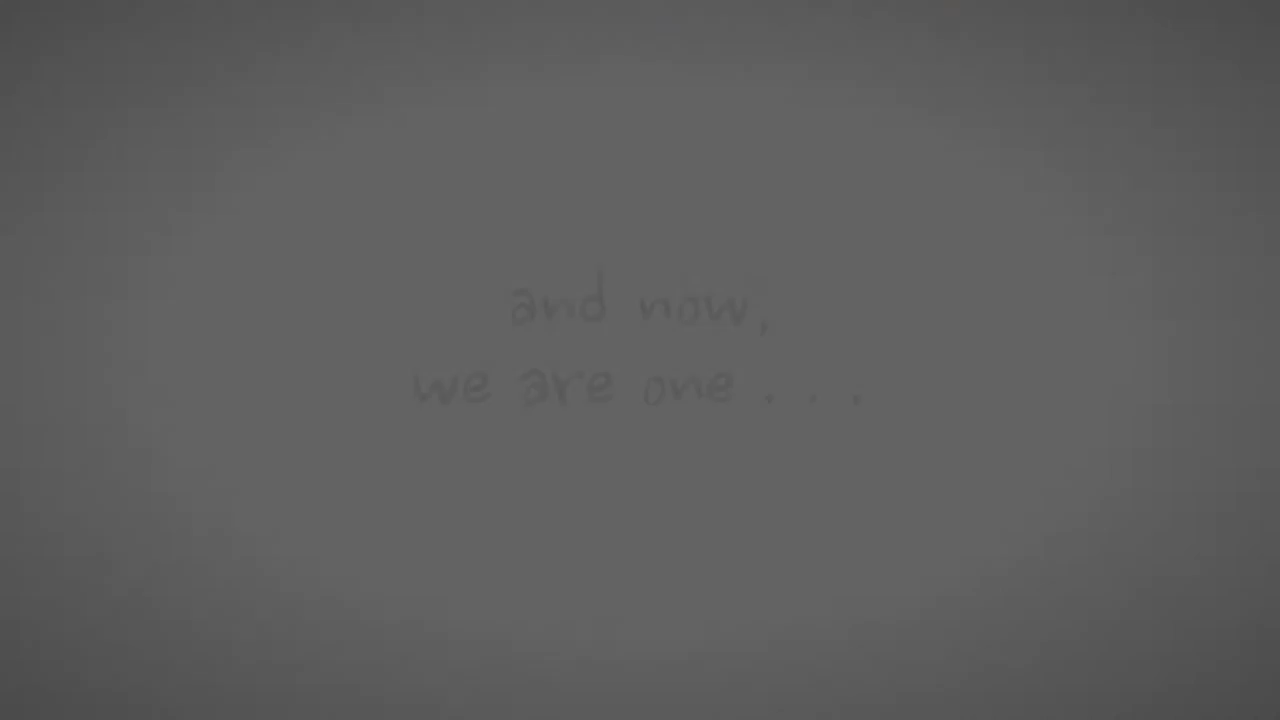 and now,
we are one . . .